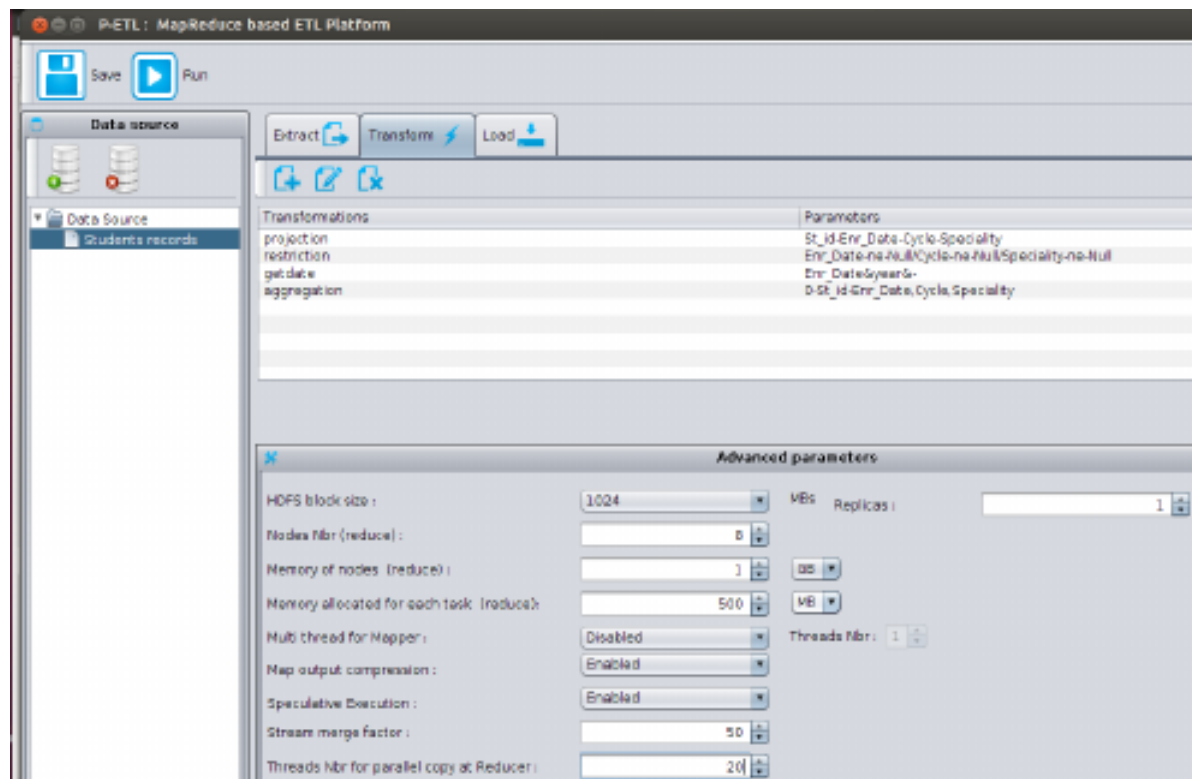 P-ETL : MapReduce based ETL Platform
Save Run
Data source
Extract Transform Load
Data Source
Students records
Transformations Parameters
projection St_id-Enr_Date-Cycle-Speciality
restriction Enr_Date-ne-Null/Cycle-ne-Null/Speciality-ne-Null
getdate Enr_Date&year&-
aggregation 0-St_id-Enr_Date,Cycle,Speciality
Advanced parameters
HDFS block size : 1024 MBs Replicas : 1
Nodes Nbr (reduce) : 8
Memory of nodes (reduce) : 1 GB
Memory allocated for each task (reduce): 500 MB
Multi thread for Mapper : Disabled Threads Nbr : 1
Map output compression : Enabled
Speculative Execution : Enabled
Stream merge factor : 50
Threads Nbr for parallel copy at Reducer : 20